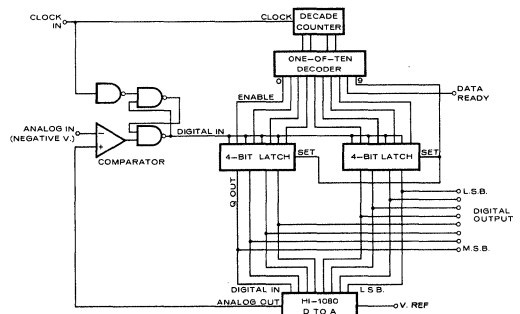 CLOCK IN
CLOCK
DECADE COUNTER
ONE-OF-TEN DECODER
0
9
ENABLE
DATA READY
ANALOG IN (NEGATIVE V.)
−
+
COMPARATOR
DIGITAL IN
4-BIT LATCH
SET
4-BIT LATCH
SET
Q OUT
L.S.B.
DIGITAL OUTPUT
M.S.B.
DIGITAL IN
L S B.
ANALOG OUT
HI-1080 D TO A
V. REF